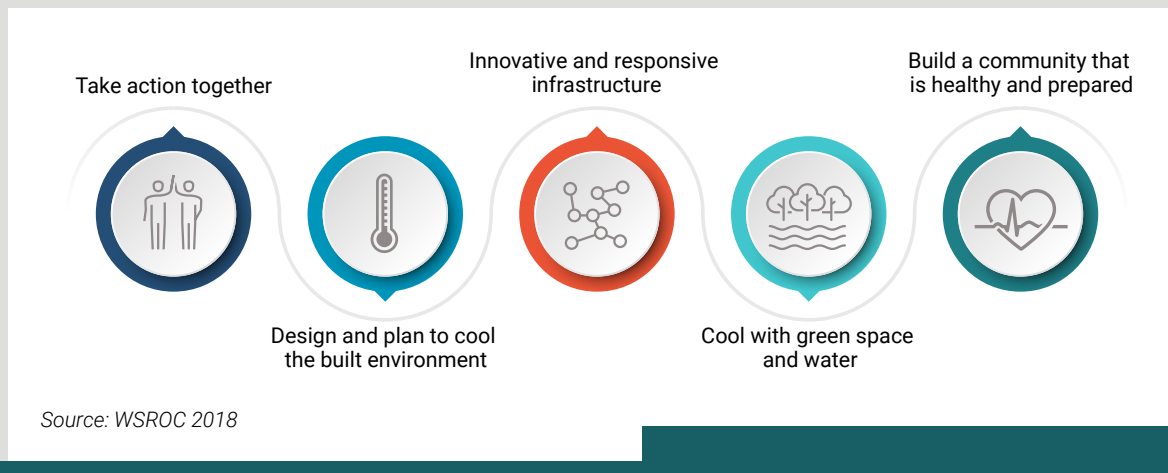 Take action together
Design and plan to cool
the built environment
Innovative and responsive
infrastructure
Cool with green space
and water
Build a community that
is healthy and prepared
Source: WSROC 2018